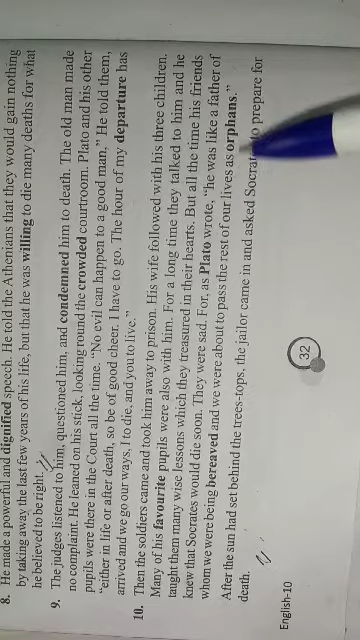 8. He made a powerful and dignified speech. He told the Athenians that they would gain nothing
by taking away the last few years of his life, but that he was willing to die many deaths for what
he believed to be right.
9. The judges listened to him, questioned him, and condemned him to death. The old man made
no complaint. He leaned on his stick, looking round the crowded courtroom. Plato and his other
pupils were there in the Court all the time. “No evil can happen to a good man,” He told them,
“either in life or after death, so be of good cheer. I have to go. The hour of my departure has
arrived and we go our ways, I to die, and you to live.”
10. Then the soldiers came and took him away to prison. His wife followed with his three children.
Many of his favourite pupils were also with him. For a long time they talked to him and he
taught them many wise lessons which they treasured in their hearts. But all the time his friends
knew that Socrates would die soon. They were sad. For, as Plato wrote, “he was like a father of
whom we were being bereaved and we were about to pass the rest of our lives as orphans.”
After the sun had set behind the trees-tops, the jailor came in and asked Socrates to prepare for
death.
English-10
32